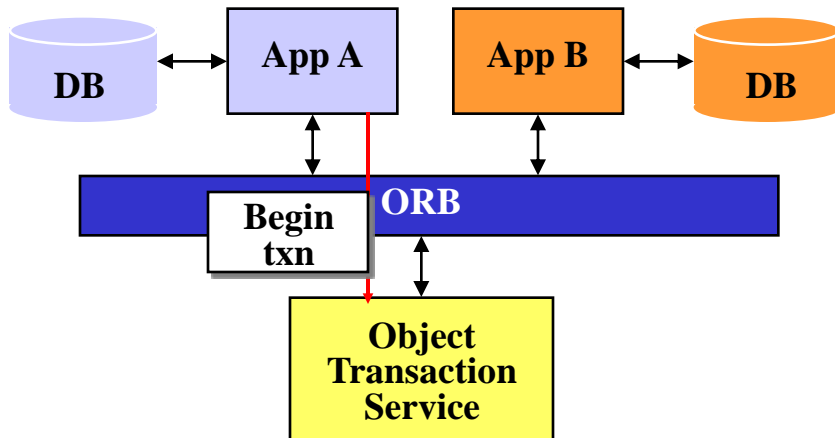 DB
App A
App B
DB
ORB
Begin
txn
Object
Transaction
Service